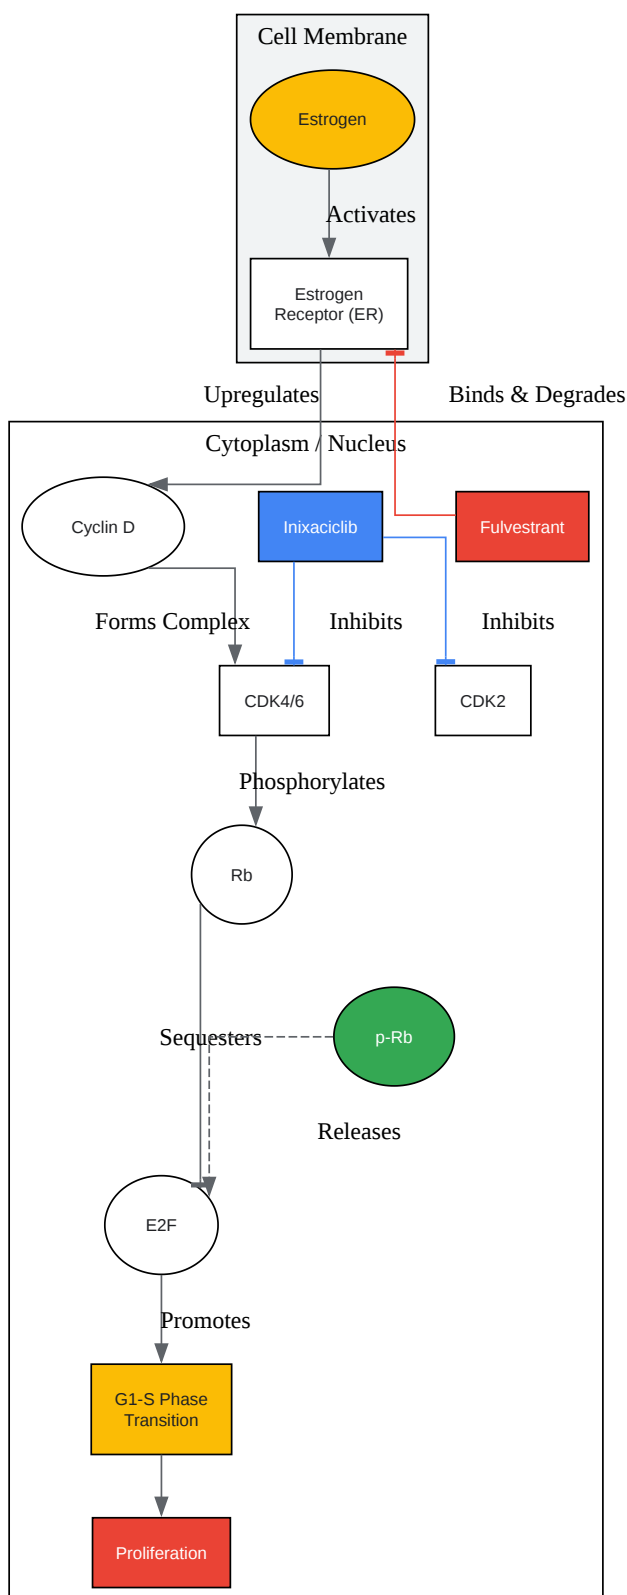 Cell Membrane
Estrogen
Activates
Estrogen
Receptor (ER)
Upregulates
Binds & Degrades
Cytoplasm / Nucleus
Cyclin D
Inixaciclib
Fulvestrant
Forms Complex
Inhibits
Inhibits
CDK4/6
CDK2
Phosphorylates
Rb
Sequesters
p-Rb
Releases
E2F
Promotes
G1-S Phase
Transition
Proliferation